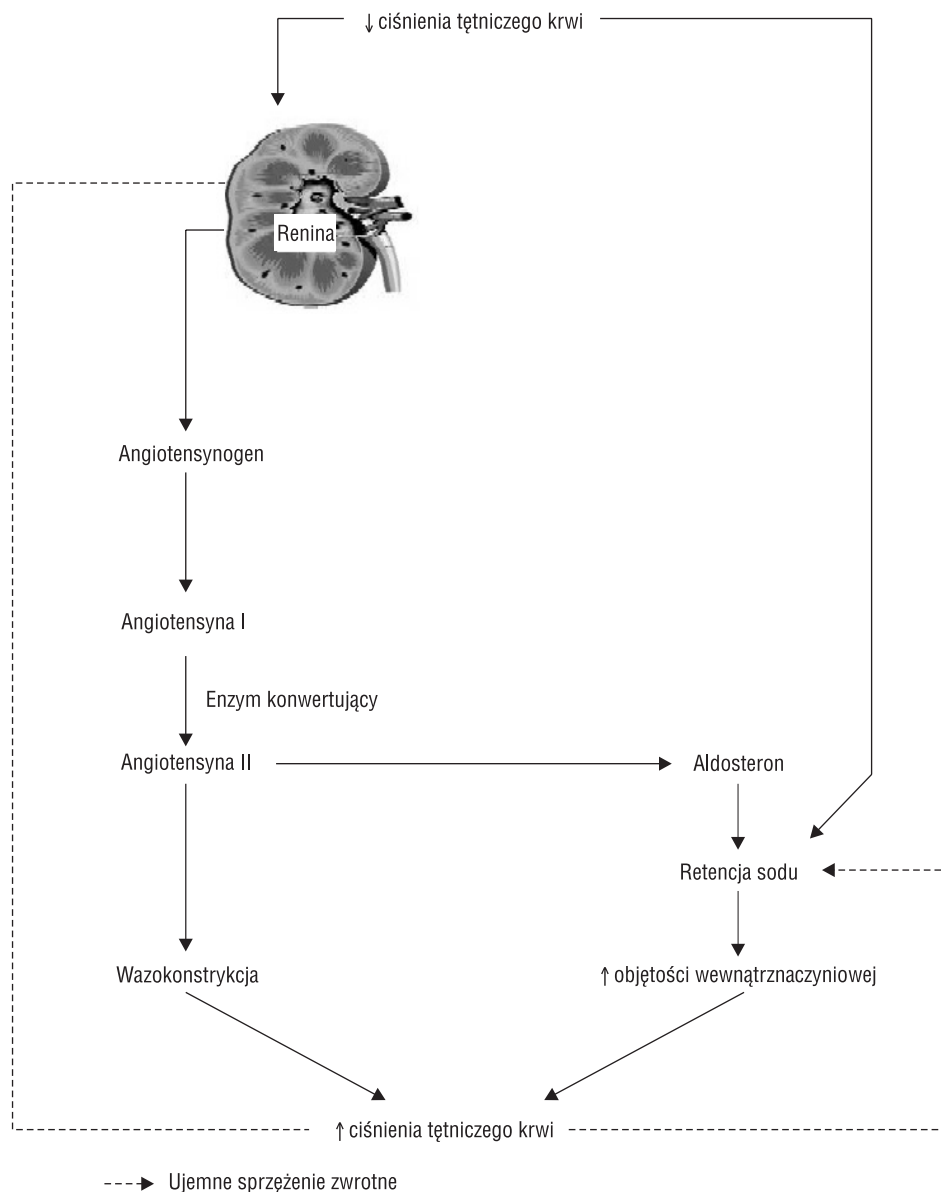 ↓ ciśnienia tętniczego krwi
Renina
Angiotensynogen
Angiotensyna I
Enzym konwertujący
Angiotensyna II
Aldosteron
Retencja sodu
Wazokonstrykcja
↑ objętości wewnątrznaczyniowej
↑ ciśnienia tętniczego krwi
Ujemne sprzężenie zwrotne